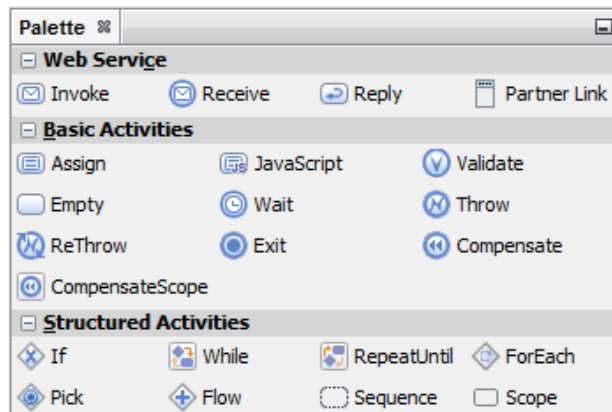 Palette
Web Service
Invoke Receive Reply Partner Link
Basic Activities
Assign JavaScript Validate
Empty Wait Throw
ReThrow Exit Compensate
CompensateScope
Structured Activities
If While RepeatUntil ForEach
Pick Flow Sequence Scope